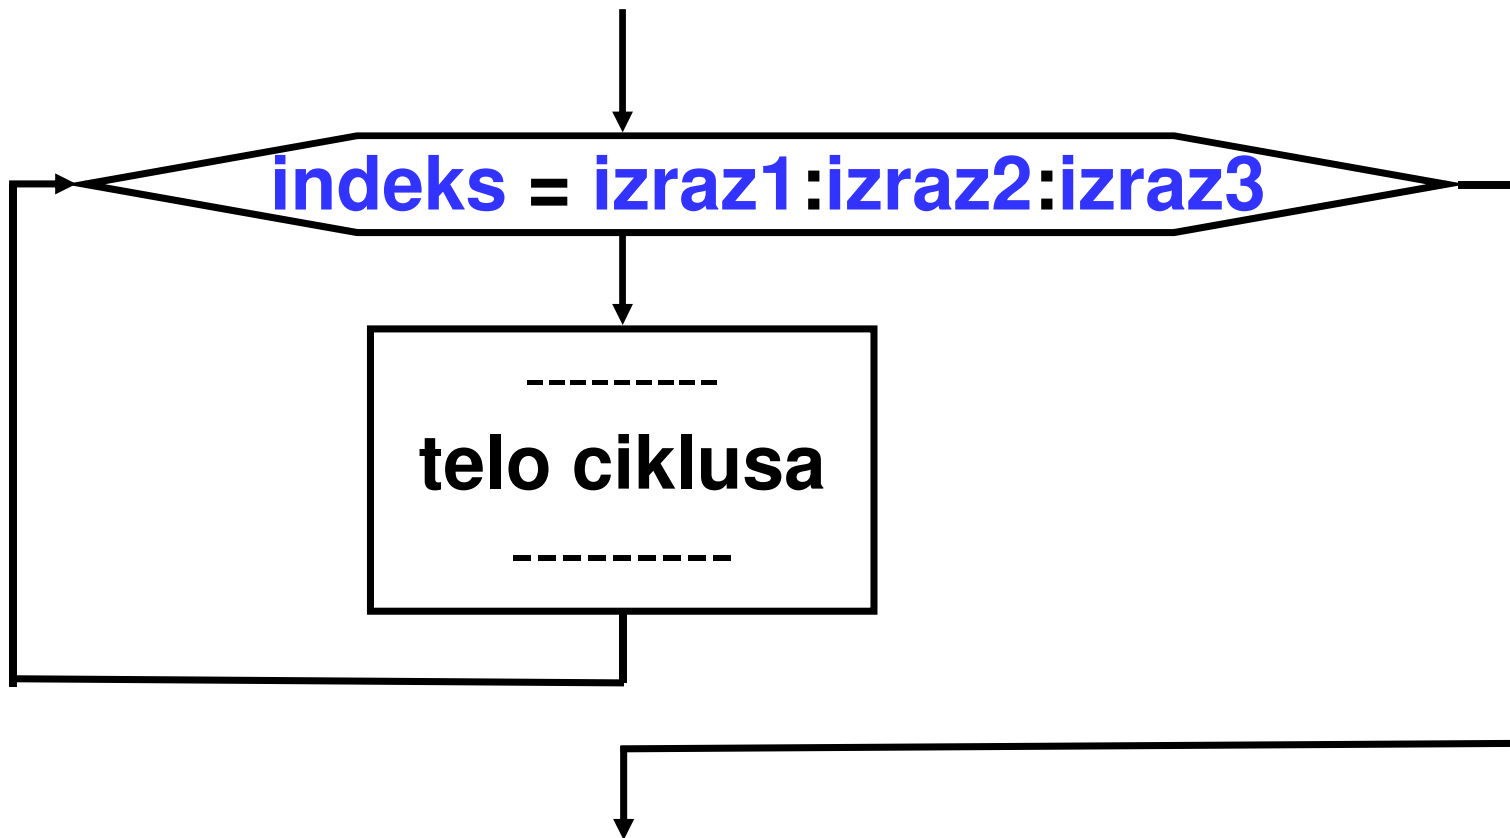 indeks = izraz1:izraz2:izraz3
---------
telo ciklusa
---------